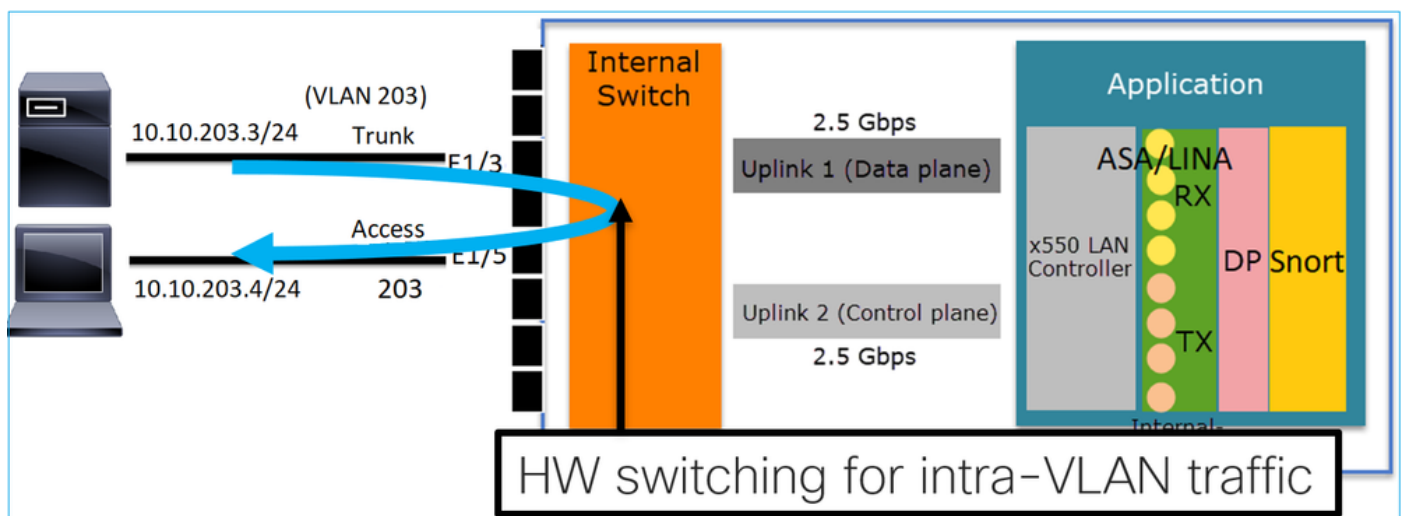 (VLAN 203)
10.10.203.3/24
Trunk
E1/3
Access
E1/5
10.10.203.4/24
203
Internal
Switch
2.5 Gbps
Uplink 1 (Data plane)
Uplink 2 (Control plane)
2.5 Gbps
Application
ASA/LINA
RX
x550 LAN
Controller
DP
Snort
TX
Internal-
HW switching for intra-VLAN traffic